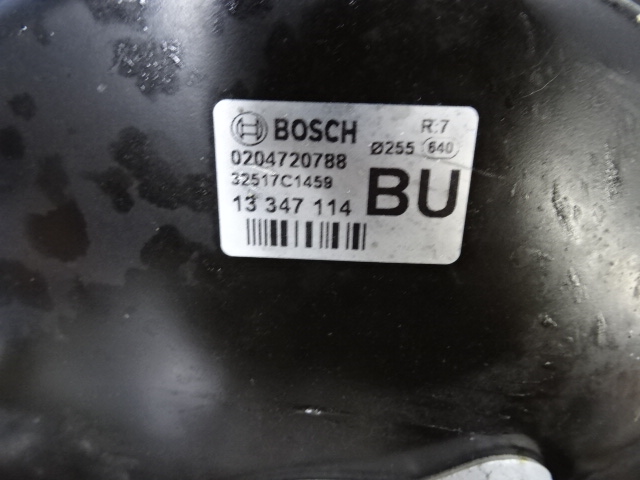 BOSCH R:7
0204720788 Ø255 640
32517C1459
13 347 114 BU